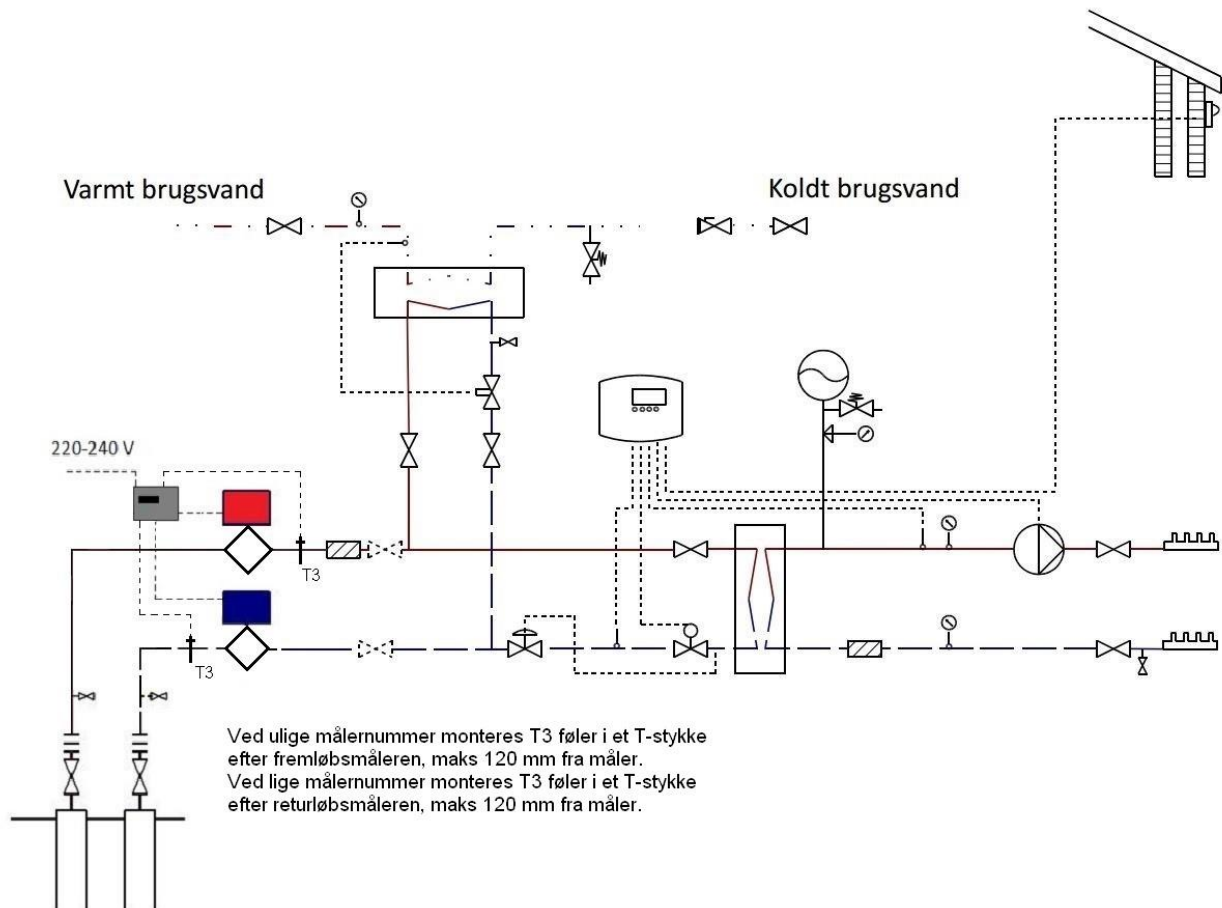 Varmt brugsvand
Koldt brugsvand
220-240 V
T3
T3
Ved ulige målernummer monteres T3 føler i et T-stykke
efter fremløbsmåleren, maks 120 mm fra måler.
Ved lige målernummer monteres T3 føler i et T-stykke
efter returløbsmåleren, maks 120 mm fra måler.